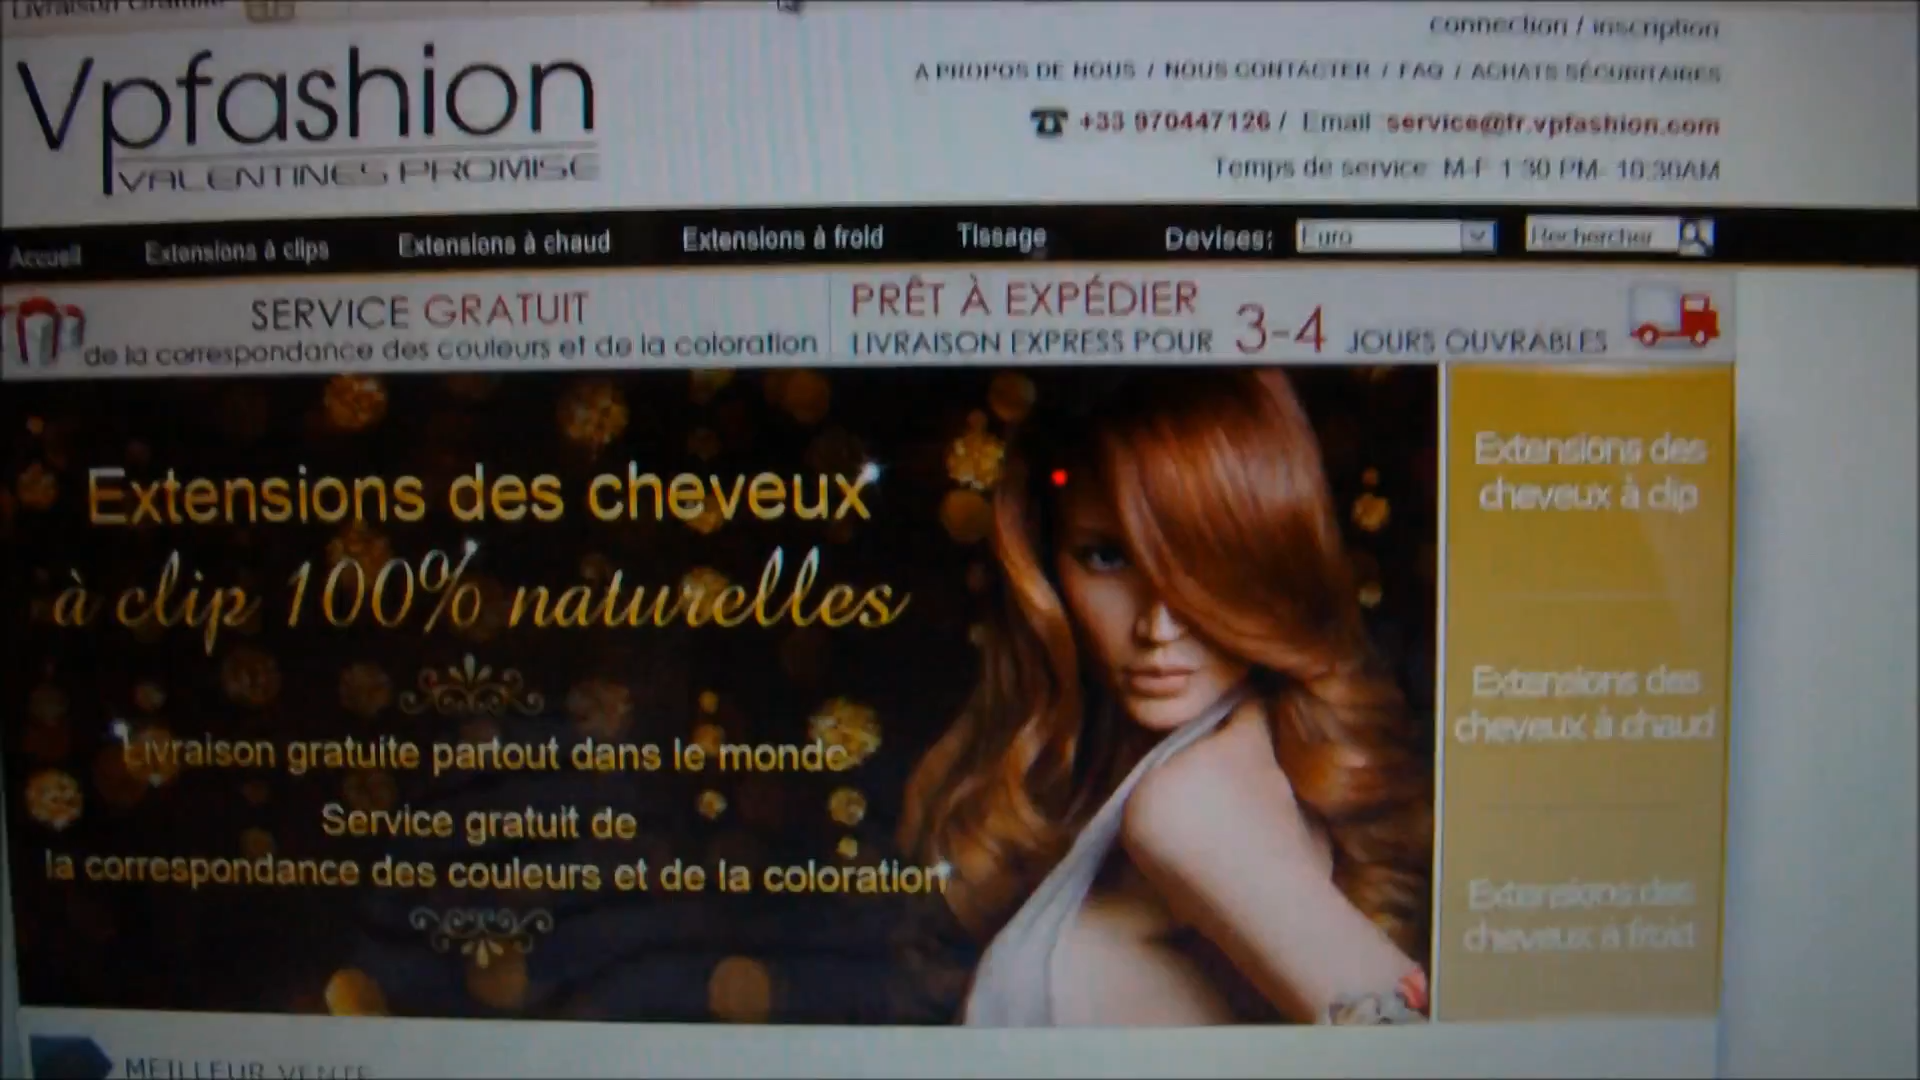 Livraison Gratuite
connection / inscription
Vpfashion
VALENTINES PROMISE
A PROPOS DE NOUS / NOUS CONTACTER / FAQ / ACHATS SÉCURITAIRES
+33 970447126 / Email service@fr.vpfashion.com
Temps de service M-F 1:30 PM- 10:30AM
Accueil Extensions à clips Extensions à chaud Extensions à froid Tissage Devises: Euro Rechercher
SERVICE GRATUIT
de la correspondance des couleurs et de la coloration
PRÊT À EXPÉDIER
LIVRAISON EXPRESS POUR 3-4 JOURS OUVRABLES
Extensions des cheveux
à clip 100% naturelles
Livraison gratuite partout dans le monde
Service gratuit de
la correspondance des couleurs et de la coloration
Extensions des
cheveux à clip
Extensions des
cheveux à chaud
Extensions des
cheveux à froid
MEILLEUR VENTE